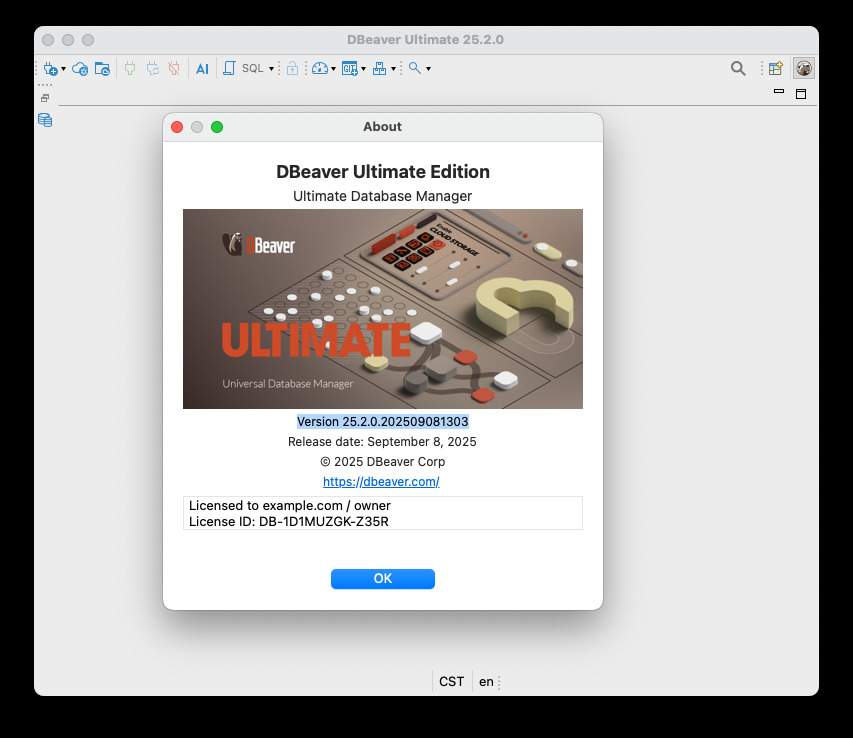 DBeaver Ultimate 25.2.0
AI
SQL
GIT
About
DBeaver Ultimate Edition
Ultimate Database Manager
DBeaver
Enable
CLOUD STORAGE
ULTIMATE
Universal Database Manager
Version 25.2.0.202509081303
Release date: September 8, 2025
© 2025 DBeaver Corp
https://dbeaver.com/
Licensed to example.com / owner
License ID: DB-1D1MUZGK-Z35R
OK
CST
en